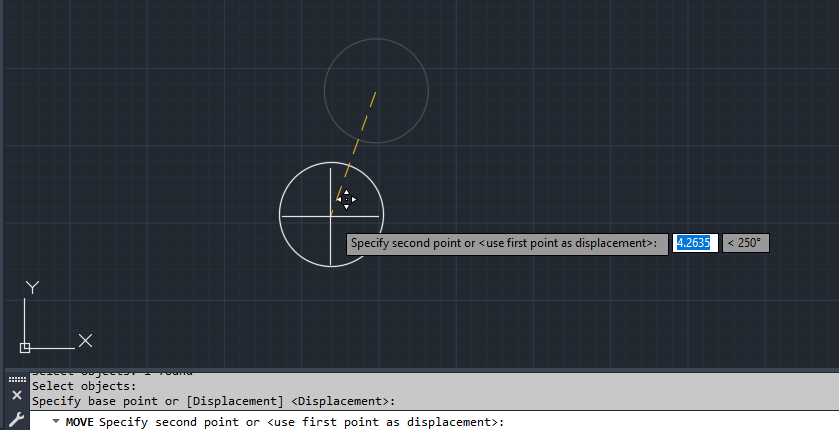 Specify second point or <use first point as displacement>: 4.2635 < 250°
Y
X
Select objects: 1 found
Select objects:
Specify base point or [Displacement] <Displacement>:
MOVE Specify second point or <use first point as displacement>: